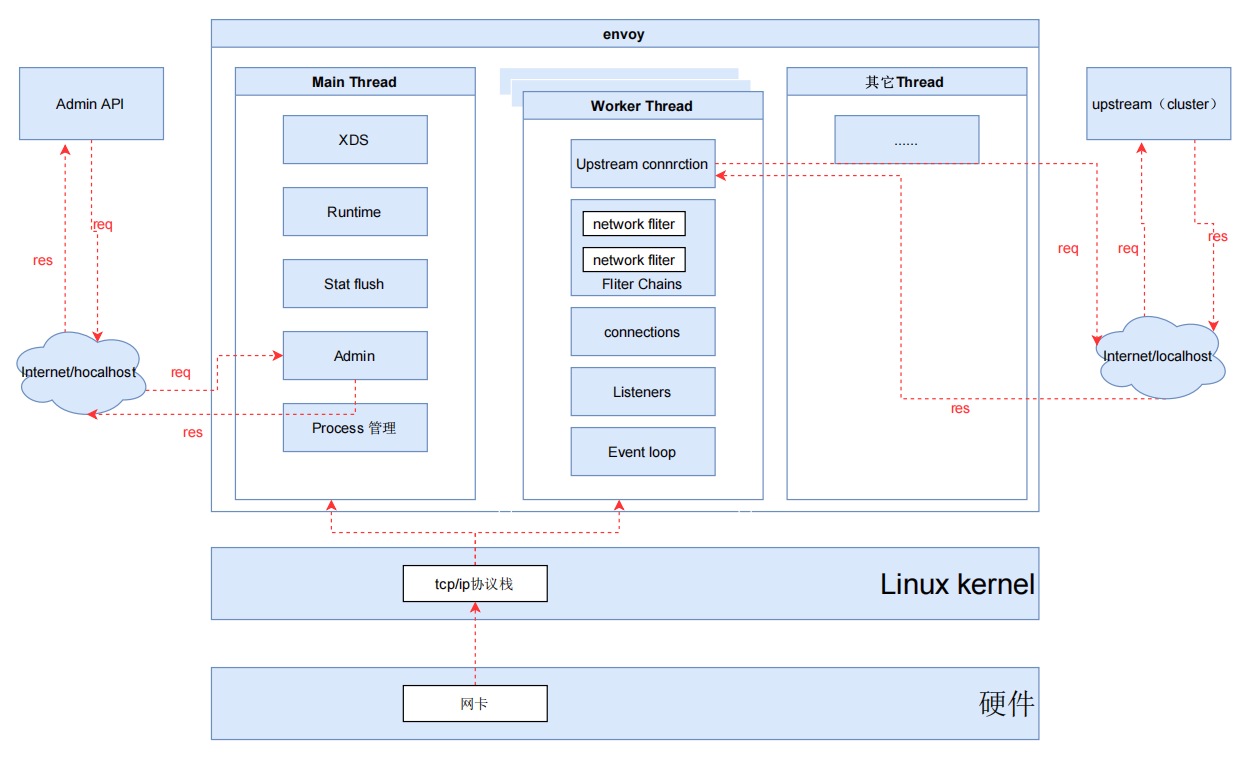 envoy
Admin API
Main Thread
Worker Thread
其它Thread
upstream（cluster）
XDS
Runtime
Stat flush
Admin
Process 管理
Upstream connrction
network fliter
network fliter
Fliter Chains
connections
Listeners
Event loop
......
req
res
Internet/hocalhost
req
res
req
req
res
Internet/localhost
res
tcp/ip协议栈
Linux kernel
网卡
硬件